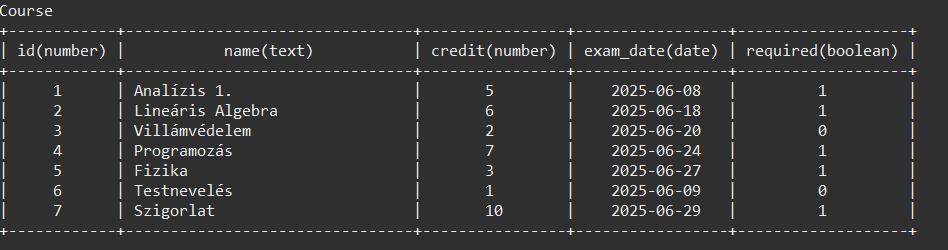 Course
+------------+-------------------------------+----------------+-----------------+-------------------+
| id(number) |           name(text)          | credit(number) | exam_date(date) | required(boolean) |
+------------+-------------------------------+----------------+-----------------+-------------------+
|     1      | Analízis 1.                   |       5        |    2025-06-08   |         1         |
|     2      | Lineáris Algebra              |       6        |    2025-06-18   |         1         |
|     3      | Villámvédelem                 |       2        |    2025-06-20   |         0         |
|     4      | Programozás                   |       7        |    2025-06-24   |         1         |
|     5      | Fizika                        |       3        |    2025-06-27   |         1         |
|     6      | Testnevelés                   |       1        |    2025-06-09   |         0         |
|     7      | Szigorlat                     |       10       |    2025-06-29   |         1         |
+------------+-------------------------------+----------------+-----------------+-------------------+